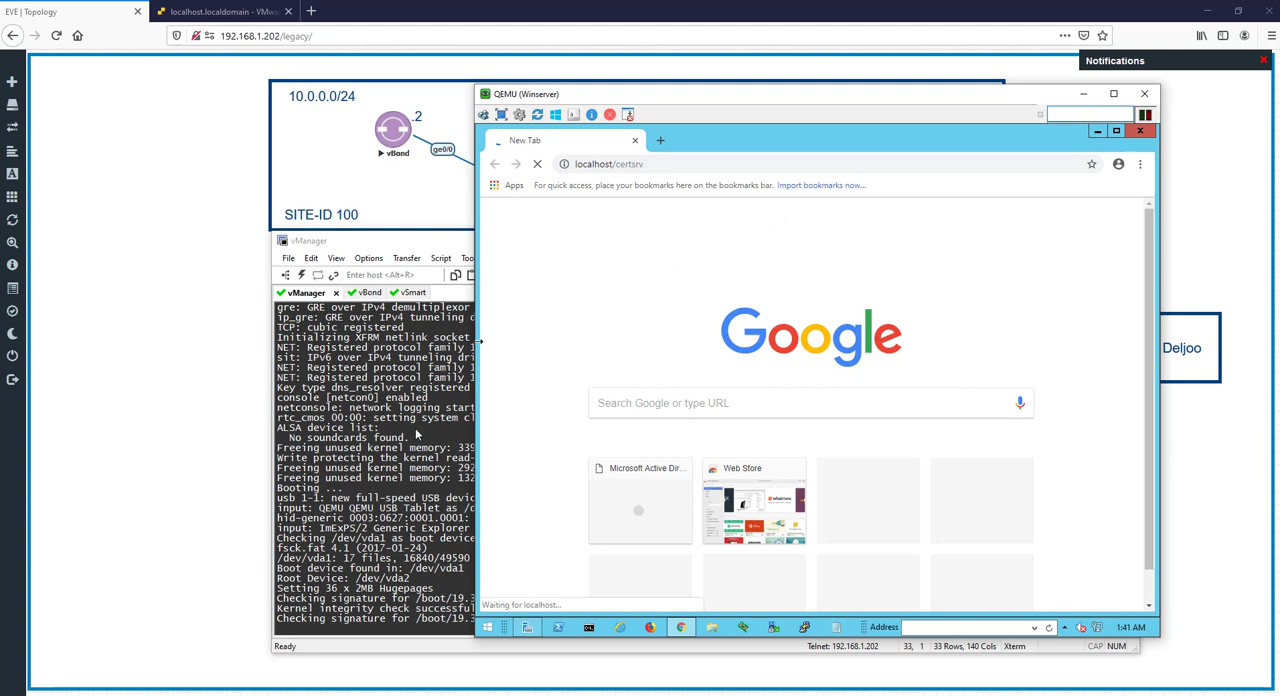 EVE | Topology
localhost.localdomain - VMwa
192.168.1.202/legacy/
Notifications
10.0.0.0/24
.2
vBond
ge0/0
SITE-ID 100
Deljoo
QEMU (Winserver)
New Tab
localhost/certsrv
Apps
For quick access, place your bookmarks here on the bookmarks bar. Import bookmarks now...
Google
Search Google or type URL
Microsoft Active Dir...
Web Store
Waiting for localhost...
Address
1:41 AM
vManager
File Edit View Options Transfer Script Too
Enter host <Alt+R>
vManager
vBond
vSmart
gre: GRE over IPv4 demultiplexor
ip_gre: GRE over IPv4 tunneling d
TCP: cubic registered
Initializing XFRM netlink socket
NET: Registered protocol family 1
sit: IPv6 over IPv4 tunneling dri
NET: Registered protocol family 1
NET: Registered protocol family 1
Key type dns_resolver registered
console [netcon0] enabled
netconsole: network logging start
rtc_cmos 00:00: setting system cl
ALSA device list:
No soundcards found.
Freeing unused kernel memory: 339
Write protecting the kernel read-
Freeing unused kernel memory: 292
Freeing unused kernel memory: 132
Booting ...
usb 1-1: new full-speed USB devic
input: QEMU QEMU USB Tablet as /d
hid-generic 0003:0627:0001.0001:
input: ImExPS/2 Generic Explorer
Checking /dev/vda1 as boot device
fsck.fat 4.1 (2017-01-24)
/dev/vda1: 17 files, 16840/49590
Boot device found in: /dev/vda1
Root Device: /dev/vda2
Setting 36 x 2MB Hugepages
Checking signature for /boot/19.3
Kernel integrity check successful
Checking signature for /boot/19.3
Ready
Telnet: 192.168.1.202
33, 1
33 Rows, 140 Cols
Xterm
CAP NUM